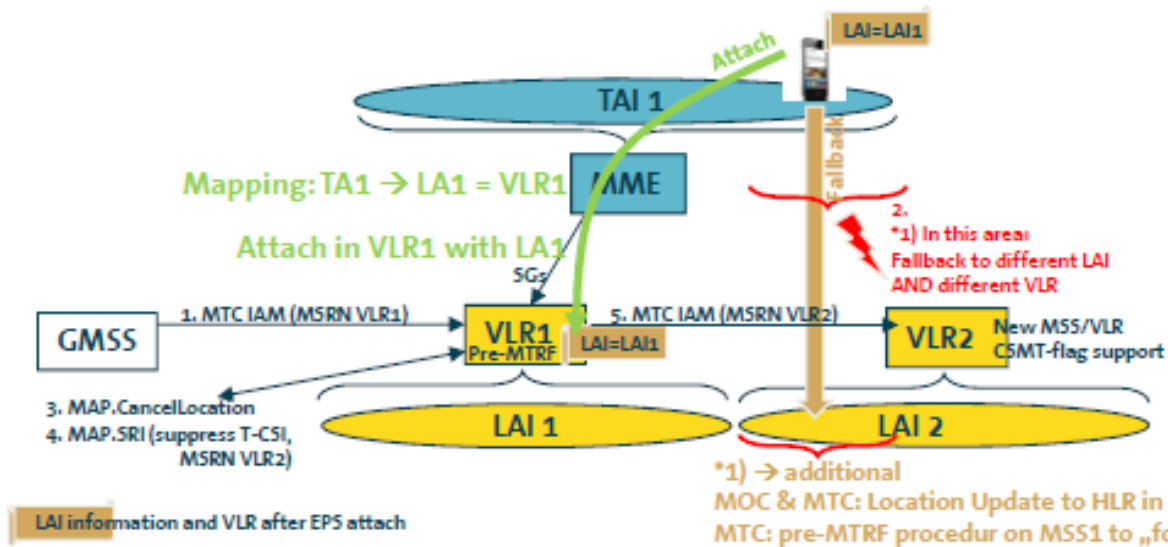 LAI=LAI1
Attach
TAI 1
Fallback
Mapping: TA1 → LA1 = VLR1
MME
2.
*1) In this area:
Fallback to different LAI
AND different VLR
Attach in VLR1 with LA1
SGs
1. MTC IAM (MSRN VLR1)
5. MTC IAM (MSRN VLR2)
GMSS
VLR1
Pre-MTRF
LAI=LAI1
VLR2
New MSS/VLR
CSMT-flag support
3. MAP.CancelLocation
4. MAP.SRI (suppress T-CSI,
MSRN VLR2)
LAI 1
LAI 2
*1) → additional
MOC & MTC: Location Update to HLR in
MTC: pre-MTRF procedur on MSS1 to „fo
LAI information and VLR after EPS attach